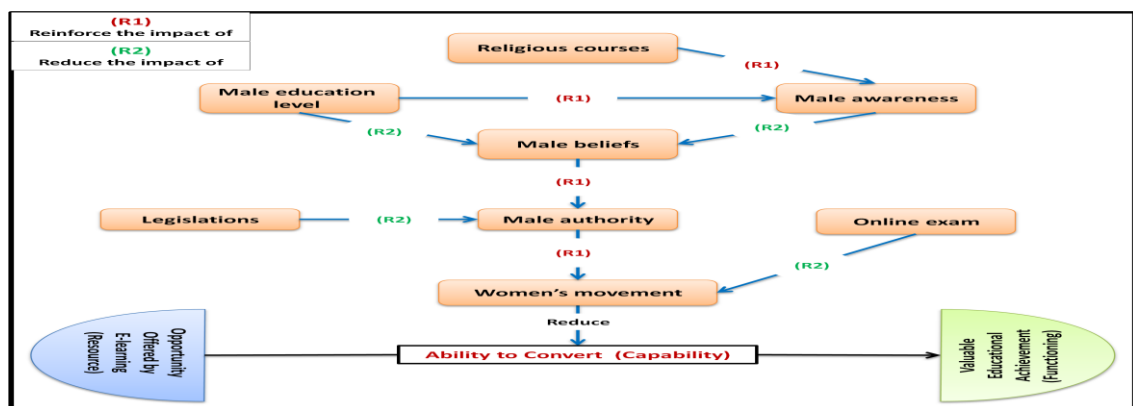 (R1)
Reinforce the impact of
(R2)
Reduce the impact of
Religious courses
(R1)
Male education
level
(R1)
Male awareness
(R2)
(R2)
Male beliefs
(R1)
Legislations
(R2)
Male authority
Online exam
(R1)
(R2)
Women's movement
Reduce
Opportunity
Offered by
E-learning
(Resource)
Ability to Convert (Capability)
Valuable
Educational
Achievement
(Functioning)